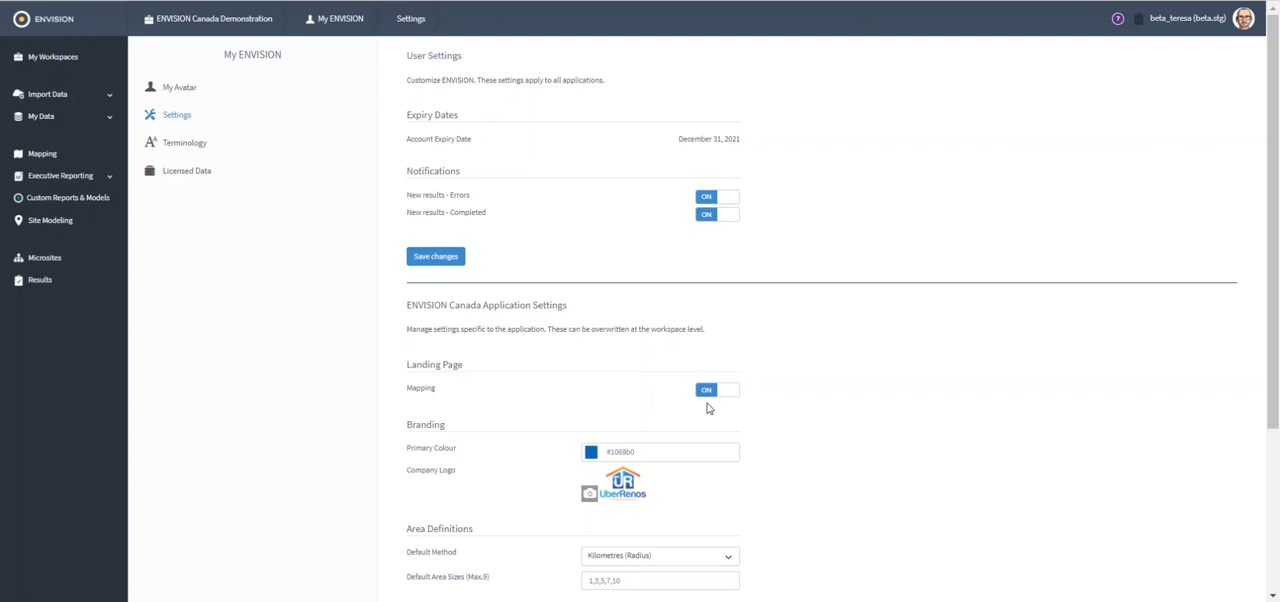 ENVISION
ENVISION Canada Demonstration
My ENVISION
Settings
?
beta_teresa (beta.stg)
My Workspaces
Import Data
My Data
Mapping
Executive Reporting
Custom Reports & Models
Site Modeling
Microsites
Results
My ENVISION
My Avatar
Settings
Terminology
Licensed Data
User Settings
Customize ENVISION. These settings apply to all applications.
Expiry Dates
Account Expiry Date
December 31, 2021
Notifications
New results - Errors
ON
New results - Completed
ON
Save changes
ENVISION Canada Application Settings
Manage settings specific to the application. These can be overwritten at the workspace level.
Landing Page
Mapping
ON
Branding
Primary Colour
#1068b0
Company Logo
UR
UberRenos
Area Definitions
Default Method
Kilometres (Radius)
Default Area Sizes (Max.9)
1,3,5,7,10